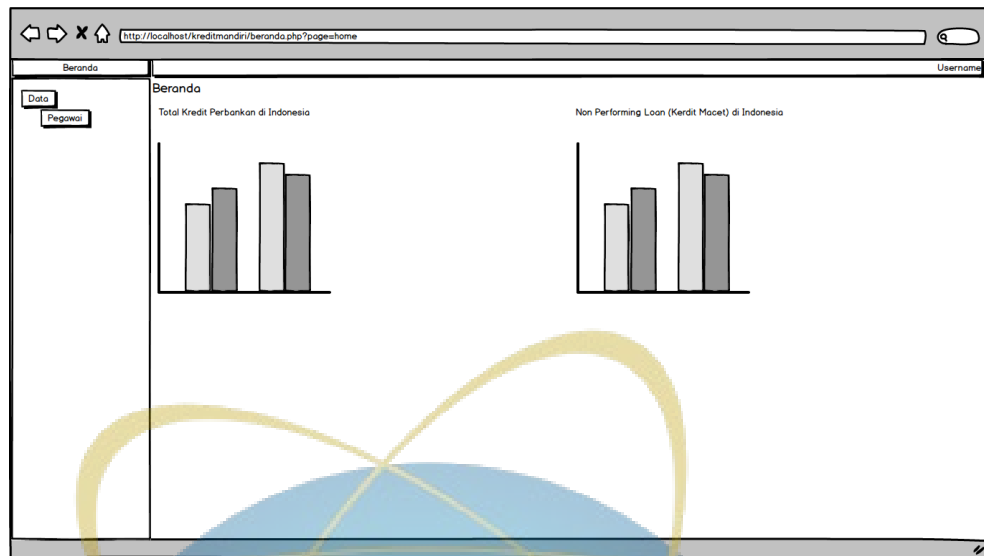 http://localhost/kreditmandiri/beranda.php?page=home
Beranda
Username
Data
Pegawai
Beranda
Total Kredit Perbankan di Indonesia
Non Performing Loan (Kerdit Macet) di Indonesia